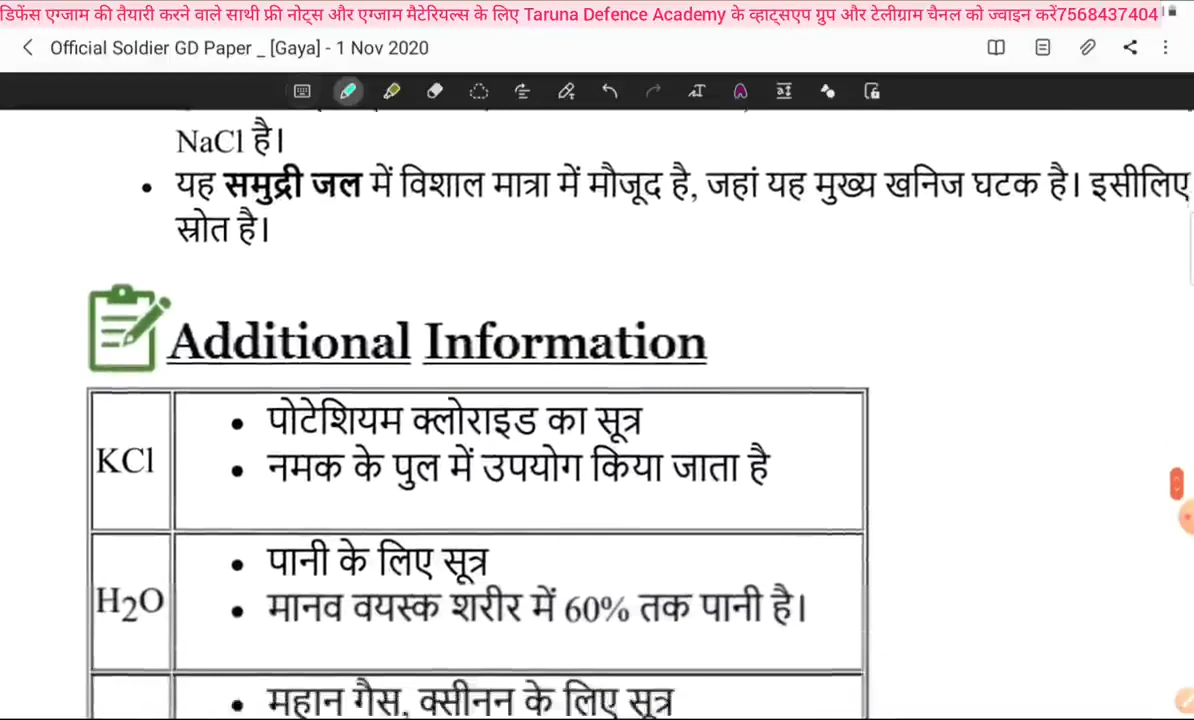 डिफेंस एग्जाम की तैयारी करने वाले साथी फ्री नोट्स और एग्जाम मैटेरियल्स के लिए Taruna Defence Academy के व्हाट्सएप ग्रुप और टेलीग्राम चैनल को ज्वाइन करें7568437404
Official Soldier GD Paper _ [Gaya] - 1 Nov 2020
NaCl है।
• यह समुद्री जल में विशाल मात्रा में मौजूद है, जहां यह मुख्य खनिज घटक है। इसीलिए
स्रोत है।
Additional Information
KCl
• पोटेशियम क्लोराइड का सूत्र
• नमक के पुल में उपयोग किया जाता है
H₂O
• पानी के लिए सूत्र
• मानव वयस्क शरीर में 60% तक पानी है।
• महान गैस, क्सीनन के लिए सूत्र